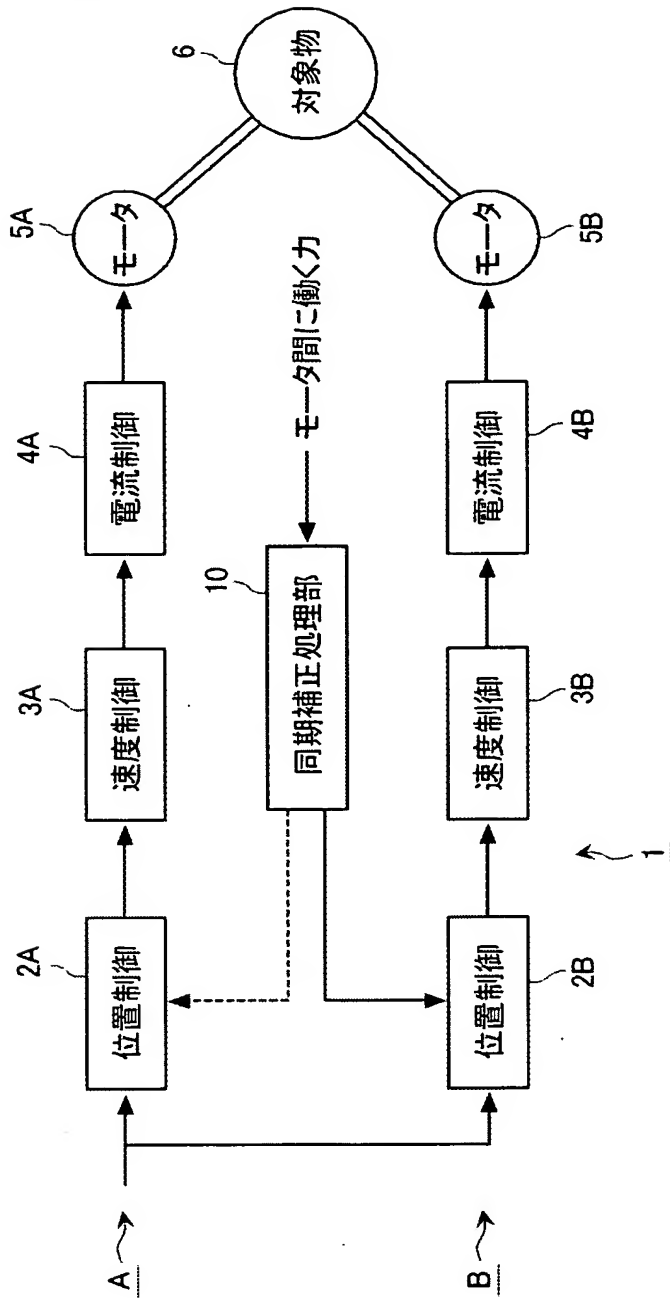 A
2A
位置制御
3A
速度制御
4A
電流制御
5A
モータ
6
対象物
10
同期補正処理部
モータ間に働く力
B
位置制御
2B
速度制御
3B
電流制御
4B
モータ
5B
1